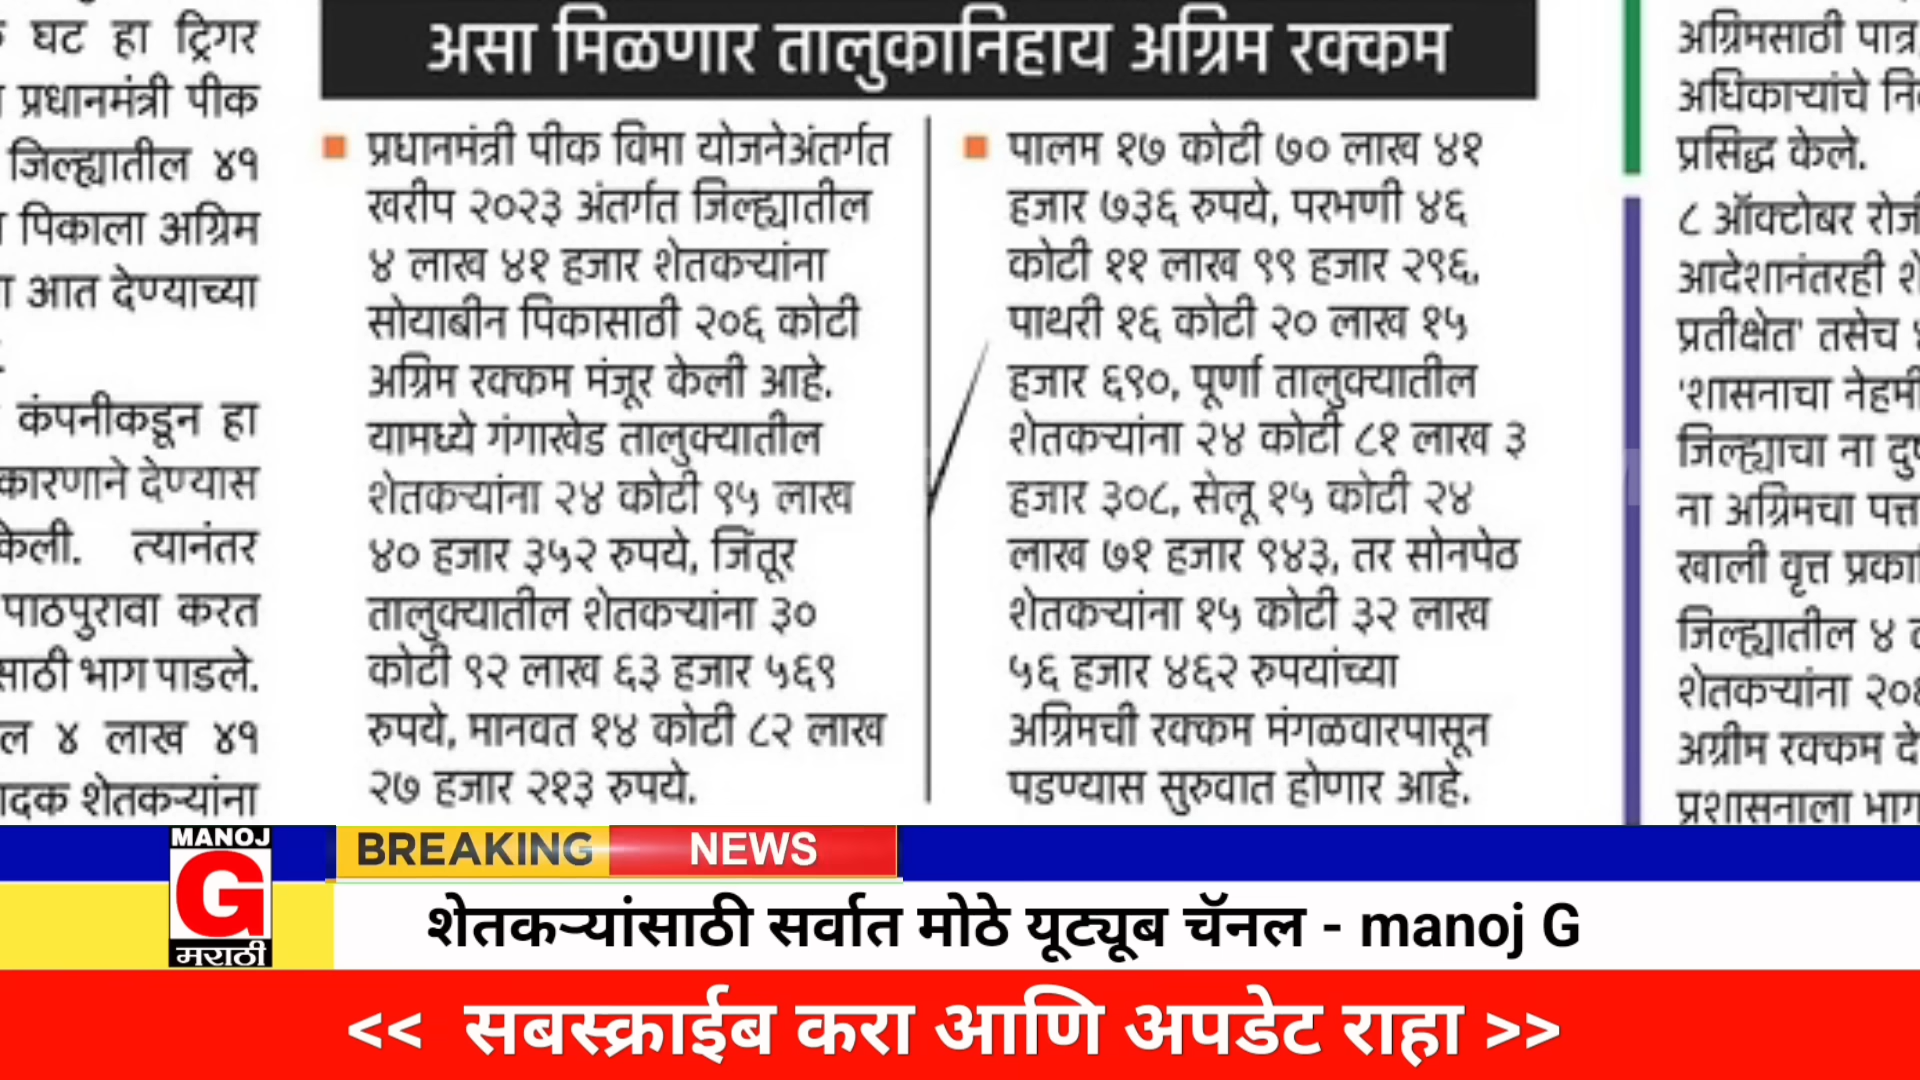 घट हा ट्रिगर
प्रधानमंत्री पीक
जिल्ह्यातील ४१
पिकाला अग्रिम
आत देण्याच्या
कंपनीकडून हा
कारणाने देण्यास
केली. त्यानंतर
पाठपुरावा करत
साठी भाग पाडले.
४ लाख ४१
शेतकऱ्यांना
असा मिळणार तालुकानिहाय अग्रिम रक्कम
प्रधानमंत्री पीक विमा योजनेअंतर्गत
खरीप २०२३ अंतर्गत जिल्ह्यातील
४ लाख ४१ हजार शेतकऱ्यांना
सोयाबीन पिकासाठी २०६ कोटी
अग्रिम रक्कम मंजूर केली आहे.
यामध्ये गंगाखेड तालुक्यातील
शेतकऱ्यांना २४ कोटी ९५ लाख
४० हजार ३५२ रुपये, जिंतूर
तालुक्यातील शेतकऱ्यांना ३०
कोटी ९२ लाख ६३ हजार ५६९
रुपये, मानवत १४ कोटी ८२ लाख
२७ हजार २१३ रुपये.
पालम १७ कोटी ७० लाख ४१
हजार ७३६ रुपये, परभणी ४६
कोटी ११ लाख ९९ हजार २९६,
पाथरी १६ कोटी २० लाख १५
हजार ६९०, पूर्णा तालुक्यातील
शेतकऱ्यांना २४ कोटी ८१ लाख ३
हजार ३०८, सेलू १५ कोटी २४
लाख ७१ हजार ९४३, तर सोनपेठ
शेतकऱ्यांना १५ कोटी ३२ लाख
५६ हजार ४६२ रुपयांच्या
अग्रिमची रक्कम मंगळवारपासून
पडण्यास सुरुवात होणार आहे.
अग्रिमसाठी पात्र
अधिकाऱ्यांचे
प्रसिद्ध केले.
८ ऑक्टोबर रोजी
आदेशानंतरही
प्रतीक्षेत' तसेच
'शासनाचा नेहमी
जिल्ह्याचा ना
ना अग्रिमचा
खाली वृत्त
जिल्ह्यातील ४
शेतकऱ्यांना
अग्रीम रक्कम
प्रशासनाला
MANOJ
G
मराठी
BREAKING NEWS
शेतकऱ्यांसाठी सर्वात मोठे यूट्यूब चॅनल - manoj G
<< सबस्क्राईब करा आणि अपडेट राहा >>